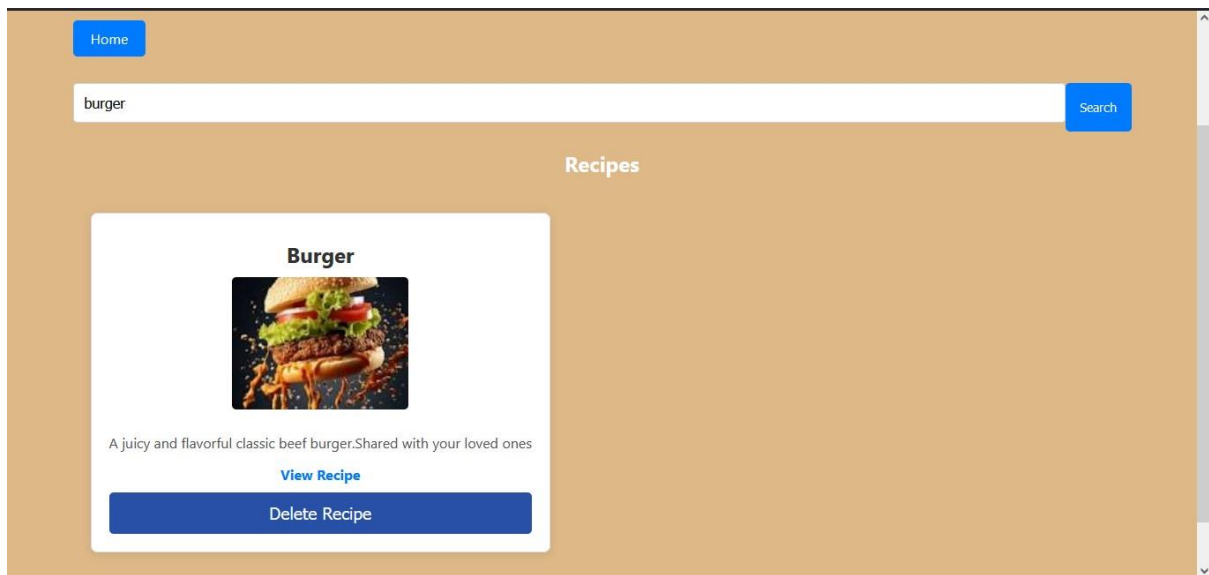 Home
burger
Search
Recipes
Burger
A juicy and flavorful classic beef burger.Shared with your loved ones
View Recipe
Delete Recipe